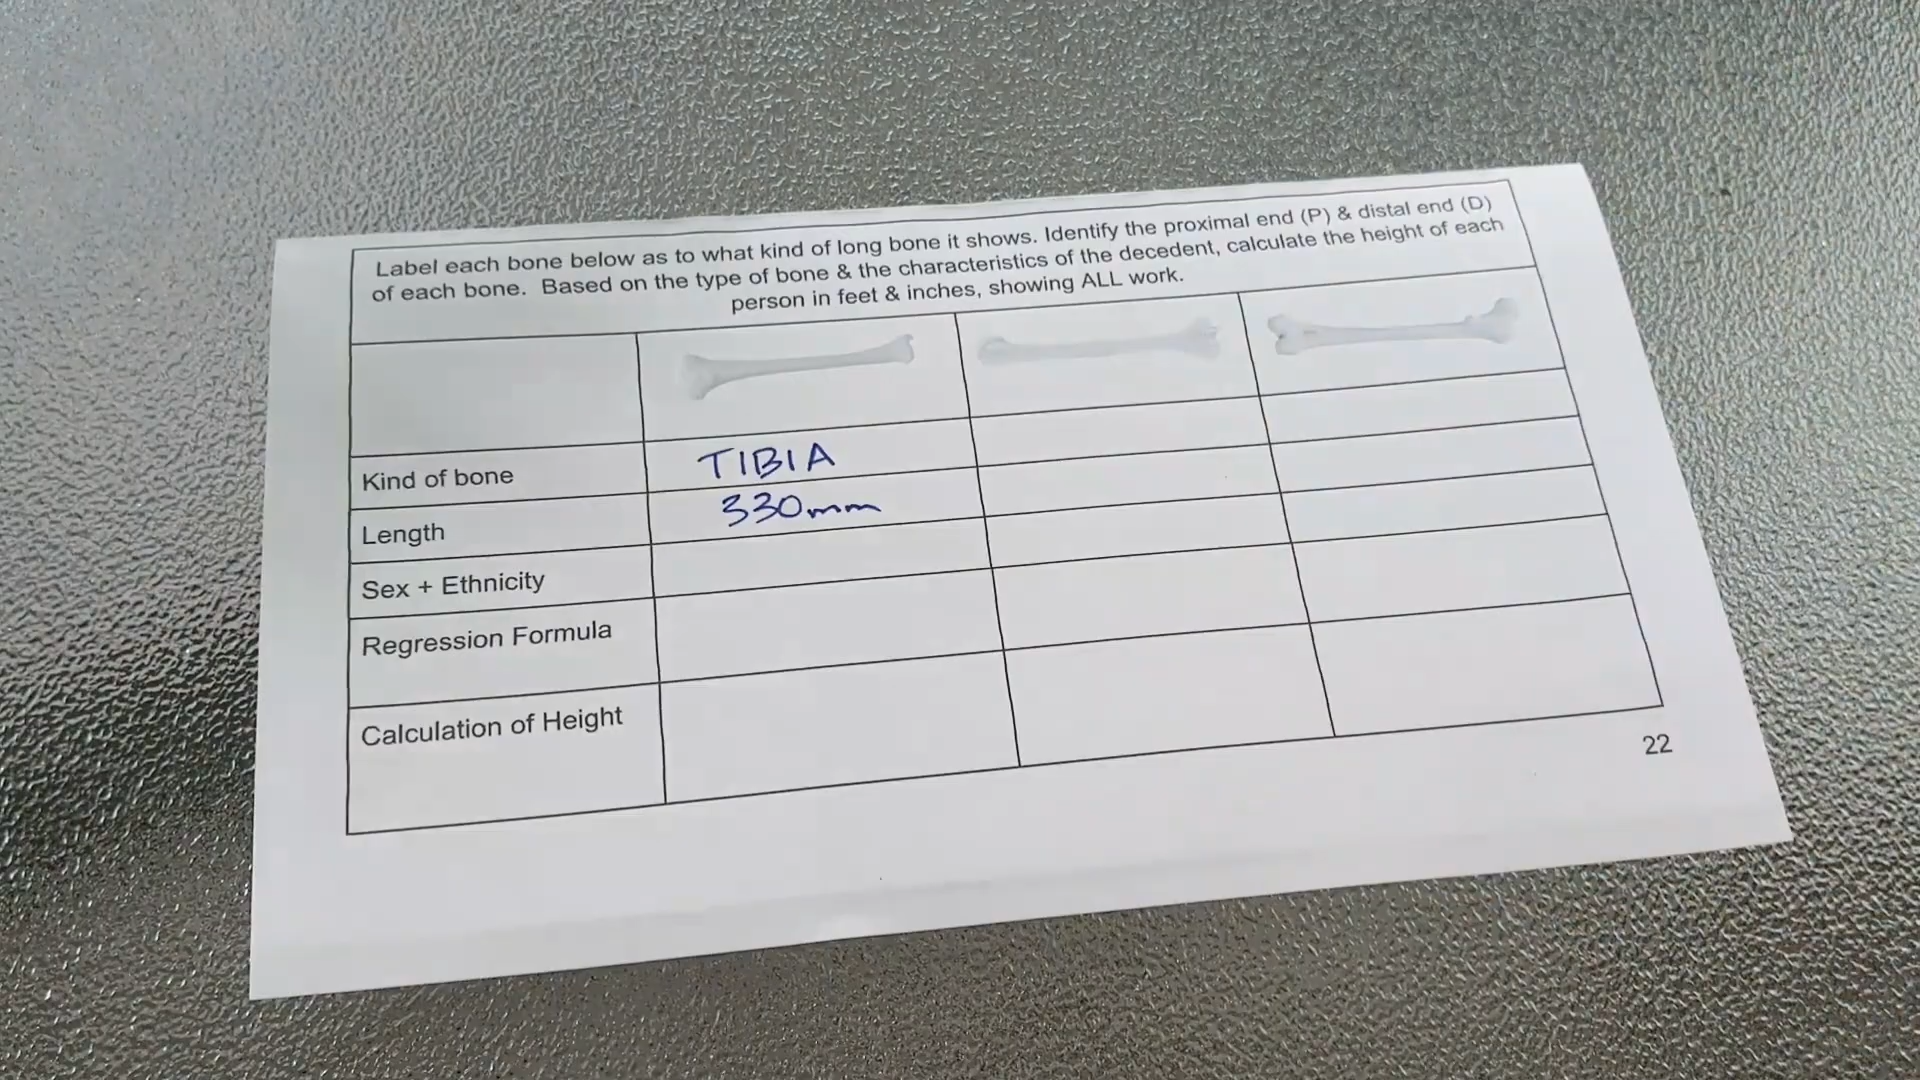 Label each bone below as to what kind of long bone it shows. Identify the proximal end (P) & distal end (D)
of each bone. Based on the type of bone & the characteristics of the decedent, calculate the height of each
person in feet & inches, showing ALL work.
Kind of bone TIBIA
Length 330mm
Sex + Ethnicity
Regression Formula
Calculation of Height
22